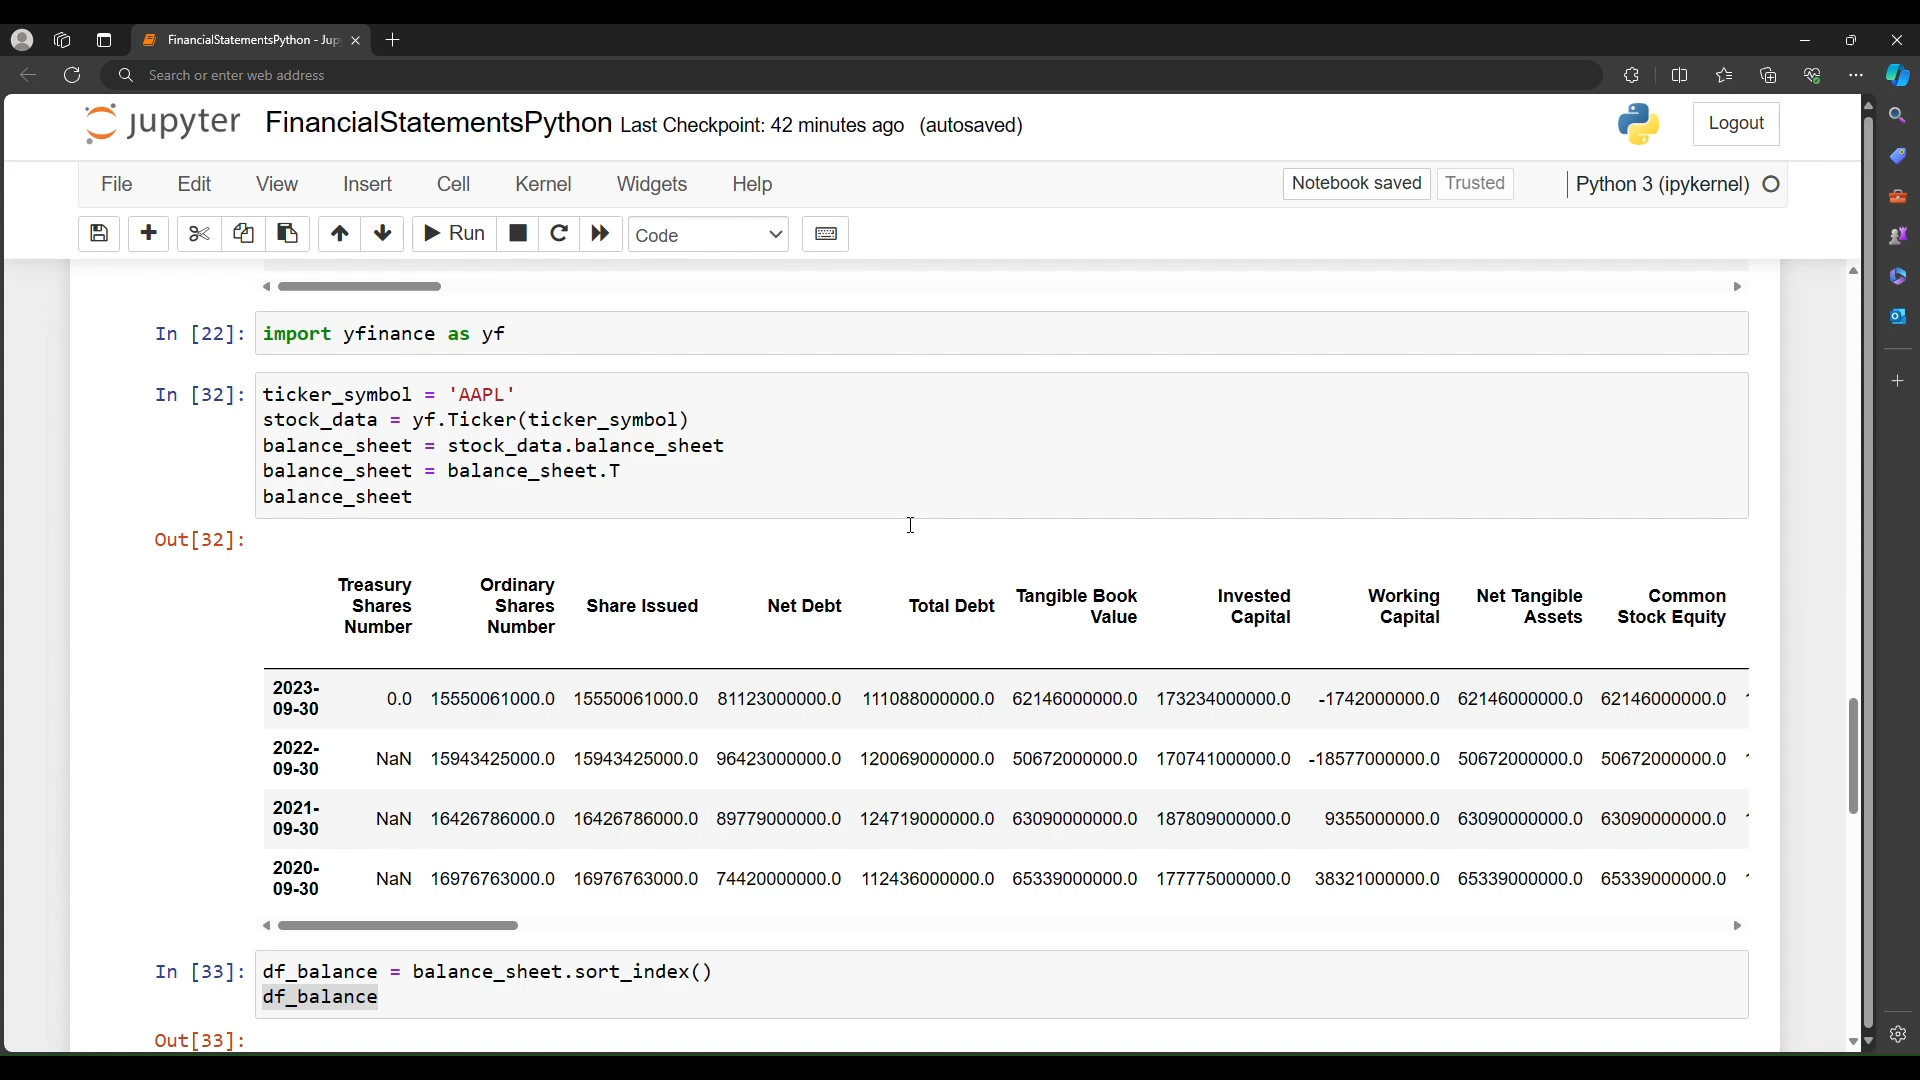 FinancialStatementsPython - Jup
Search or enter web address
jupyter FinancialStatementsPython Last Checkpoint: 42 minutes ago (autosaved)
Logout
File Edit View Insert Cell Kernel Widgets Help
Notebook saved Trusted Python 3 (ipykernel)
Run Code
In [22]: import yfinance as yf
In [32]: ticker_symbol = 'AAPL'
stock_data = yf.Ticker(ticker_symbol)
balance_sheet = stock_data.balance_sheet
balance_sheet = balance_sheet.T
balance_sheet
Out[32]:
Treasury Shares Number Ordinary Shares Number Share Issued Net Debt Total Debt Tangible Book Value Invested Capital Working Capital Net Tangible Assets Common Stock Equity
2023-09-30 0.0 15550061000.0 15550061000.0 81123000000.0 111088000000.0 62146000000.0 173234000000.0 -1742000000.0 62146000000.0 62146000000.0
2022-09-30 NaN 15943425000.0 15943425000.0 96423000000.0 120069000000.0 50672000000.0 170741000000.0 -18577000000.0 50672000000.0 50672000000.0
2021-09-30 NaN 16426786000.0 16426786000.0 89779000000.0 124719000000.0 63090000000.0 187809000000.0 9355000000.0 63090000000.0 63090000000.0
2020-09-30 NaN 16976763000.0 16976763000.0 74420000000.0 112436000000.0 65339000000.0 177775000000.0 38321000000.0 65339000000.0 65339000000.0
In [33]: df_balance = balance_sheet.sort_index()
df_balance
Out[33]: